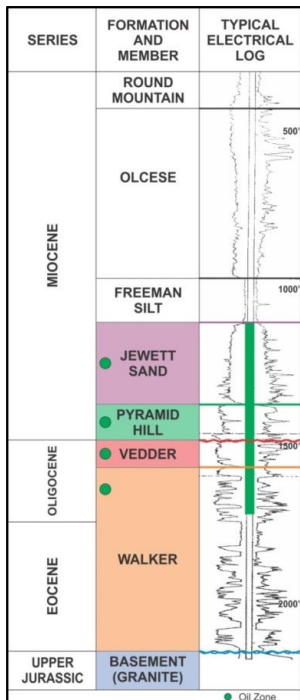 SERIES
FORMATION
AND
MEMBER
TYPICAL
ELECTRICAL
LOG
MIOCENE
OLIGOCENE
EOCENE
UPPER
JURASSIC
ROUND
MOUNTAIN
OLCESE
FREEMAN
SILT
JEWETT
SAND
PYRAMID
HILL
VEDDER
WALKER
BASEMENT
(GRANITE)
500'
1000'
1500'
2000'
Oil Zone